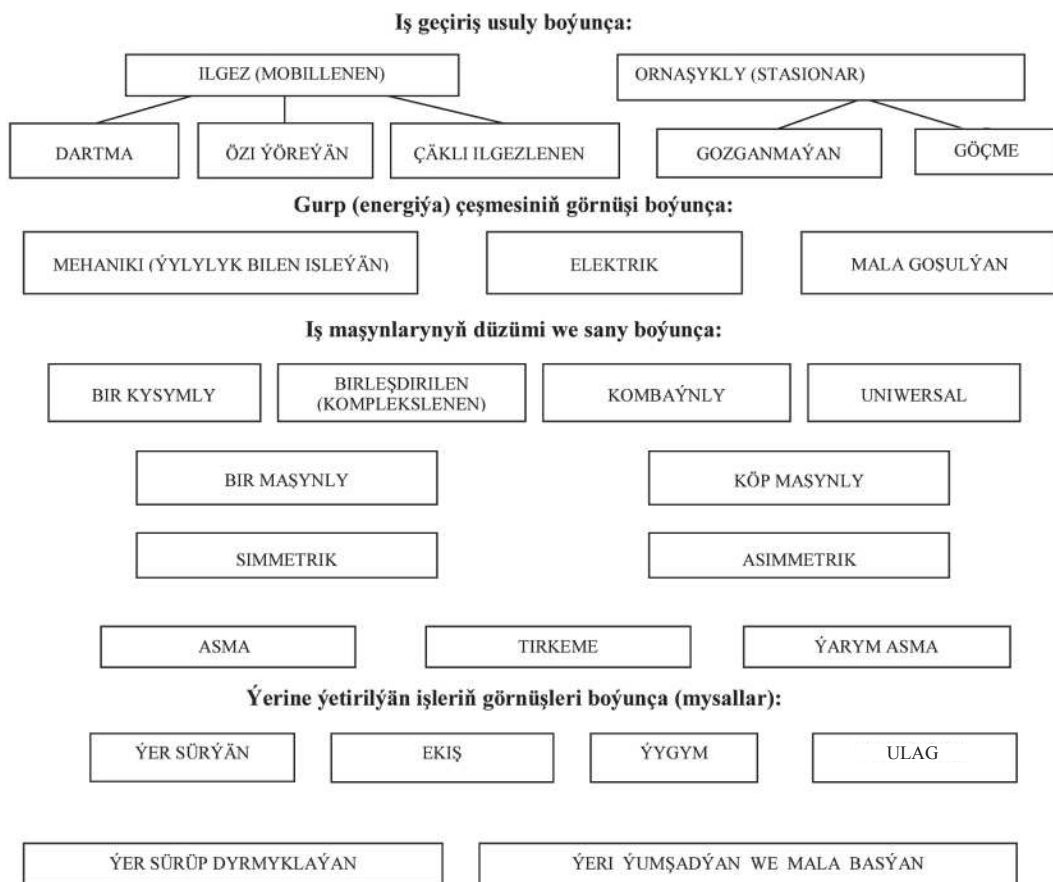 Iş geçiriş usuly boýunça:
ILGEZ (MOBILLENEN)
ORNAŞYKLY (STASIONAR)
DARTMA
ÖZI ÝÖREÝÄN
ÇÄKLI ILGEZLENEN
GOZGANMAÝAN
GÖÇME
Gurp (energiýa) çeşmesiniň görnüşi boýunça:
MEHANIKI (ÝYLYLYK BILEN IŞLEÝÄN)
ELEKTRIK
MALA GOŞULÝAN
Iş maşynlarynyň düzümi we sany boýunça:
BIR KYSYMLY
BIRLEŞDIRILEN
(KOMPLEKSLENEN)
KOMBAÝNLY
UNIWERSAL
BIR MAŞYNLY
KÖP MAŞYNLY
SIMMETRIK
ASIMMETRIK
ASMA
TIRKEME
ÝARYM ASMA
Ýerine ýetirilýän işleriň görnüşleri boýunça (mysallar):
ÝER SÜRÝÄN
EKIŞ
ÝYGYM
ULAG
ÝER SÜRÜP DYRMYKLAÝAN
ÝERI ÝUMŞADÝAN WE MALA BASÝAN